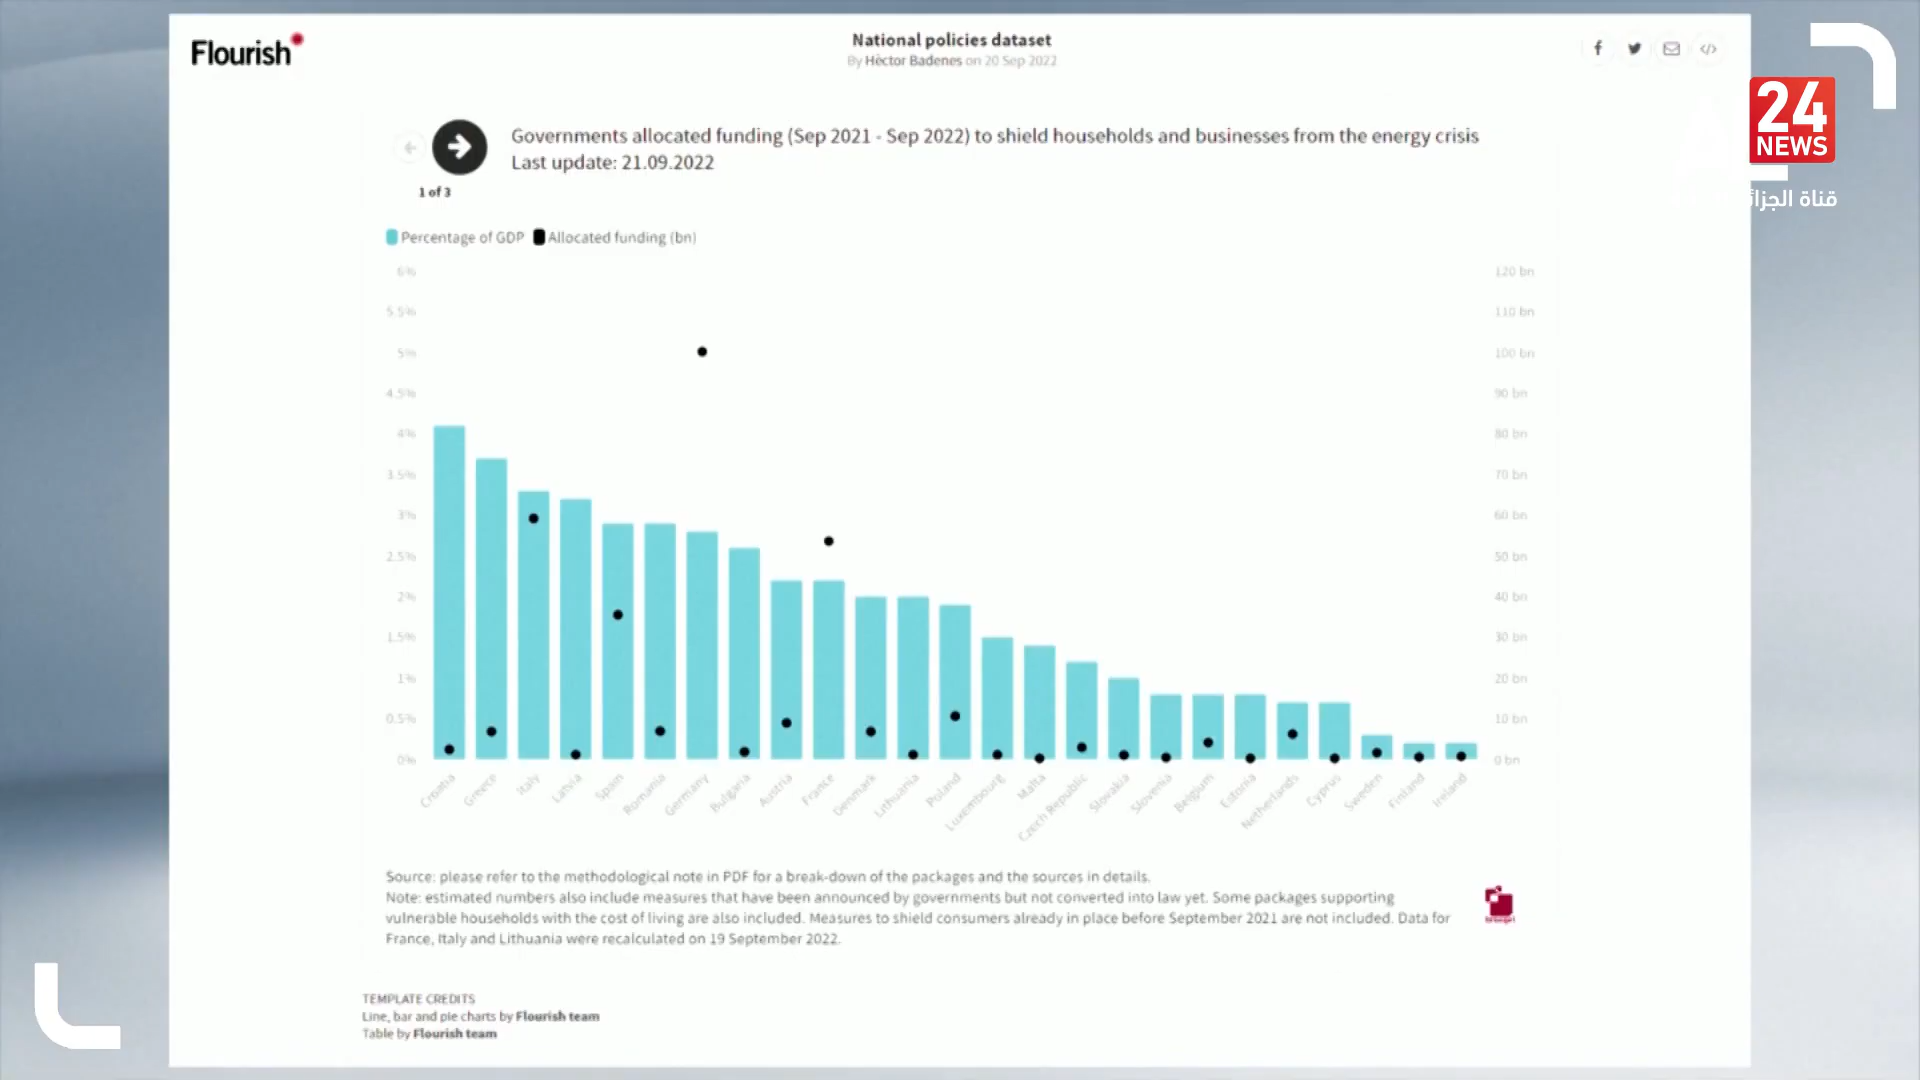 Flourish
National policies dataset
By Hèctor Badenes on 20 Sep 2022
24
NEWS
Governments allocated funding (Sep 2021 - Sep 2022) to shield households and businesses from the energy crisis
Last update: 21.09.2022
1 of 3
Percentage of GDP Allocated funding (bn)
6% 120 bn
5.5% 110 bn
5% 100 bn
4.5% 90 bn
4% 80 bn
3.5% 70 bn
3% 60 bn
2.5% 50 bn
2% 40 bn
1.5% 30 bn
1% 20 bn
0.5% 10 bn
0% 0 bn
Croatia Greece Italy Latvia Spain Romania Germany Bulgaria Austria France Denmark Lithuania Poland Luxembourg Malta Czech Republic Slovakia Slovenia Belgium Estonia Netherlands Cyprus Sweden Finland Ireland
Source: please refer to the methodological note in PDF for a break-down of the packages and the sources in details.
Note: estimated numbers also include measures that have been announced by governments but not converted into law yet. Some packages supporting
vulnerable households with the cost of living are also included. Measures to shield consumers already in place before September 2021 are not included. Data for
France, Italy and Lithuania were recalculated on 19 September 2022.
TEMPLATE CREDITS
Line, bar and pie charts by Flourish team
Table by Flourish team
قناة